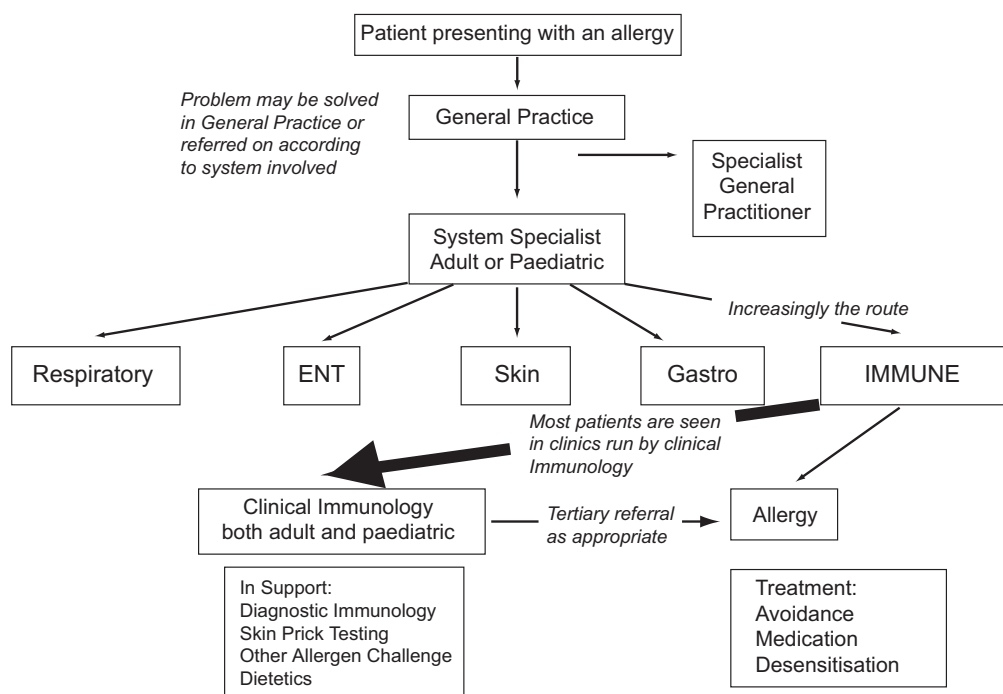 Patient presenting with an allergy
Problem may be solved
in General Practice or
referred on according
to system involved
General Practice
Specialist
General
Practitioner
System Specialist
Adult or Paediatric
Increasingly the route
Respiratory
ENT
Skin
Gastro
IMMUNE
Most patients are seen
in clinics run by clinical
Immunology
Clinical Immunology
both adult and paediatric
Tertiary referral
as appropriate
Allergy
In Support:
Diagnostic Immunology
Skin Prick Testing
Other Allergen Challenge
Dietetics
Treatment:
Avoidance
Medication
Desensitisation